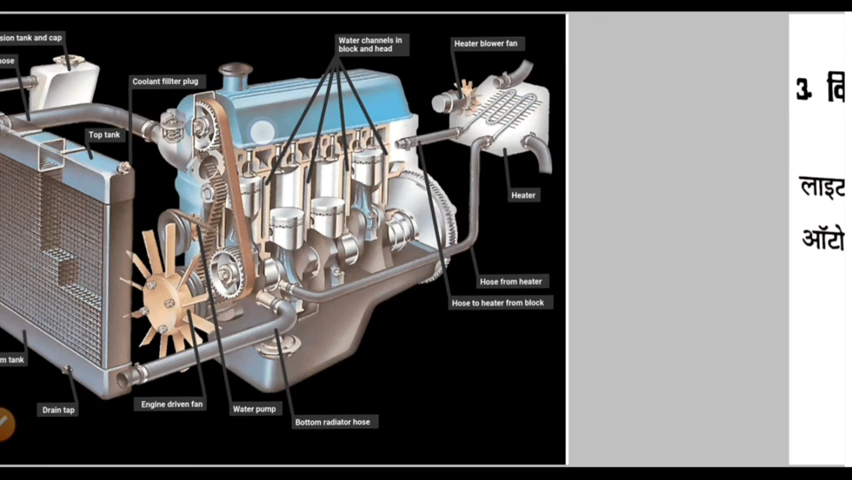 sion tank and cap
hose
Coolant fillter plug
Top tank
Water channels in
block and head
Heater blower fan
Heater
Hose from heater
Hose to heater from block
m tank
Drain tap
Engine driven fan
Water pump
Bottom radiator hose
3. वि
लाइट
ऑटो